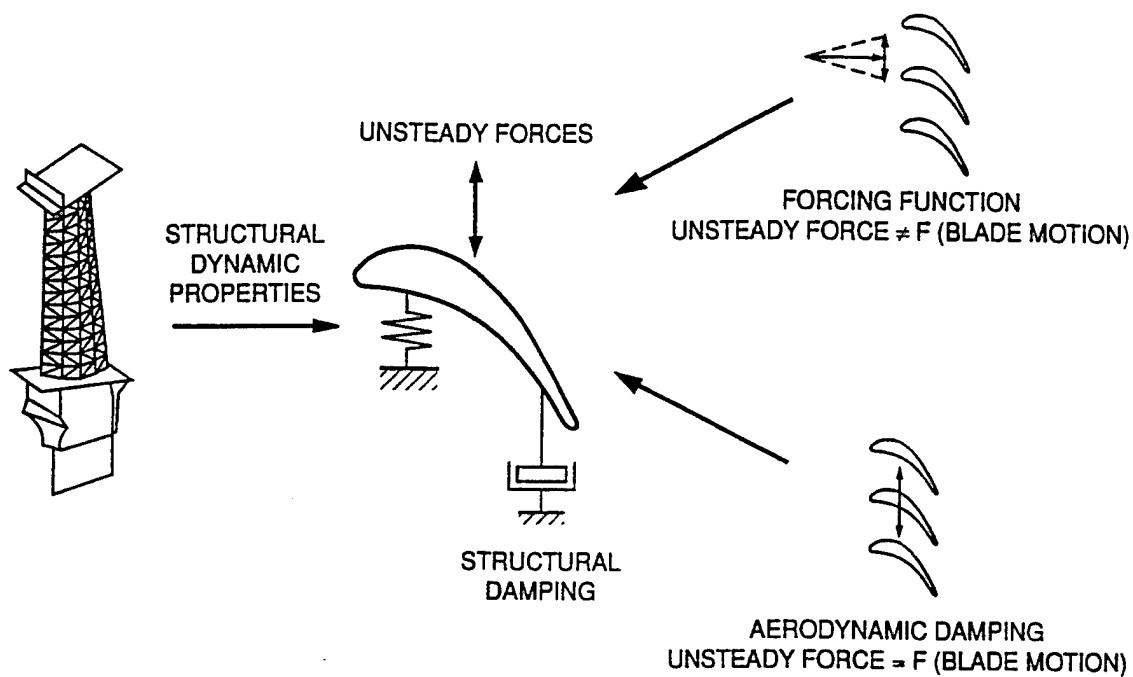 UNSTEADY FORCES
STRUCTURAL
DYNAMIC
PROPERTIES
STRUCTURAL
DAMPING
FORCING FUNCTION
UNSTEADY FORCE ≠ F (BLADE MOTION)
AERODYNAMIC DAMPING
UNSTEADY FORCE = F (BLADE MOTION)